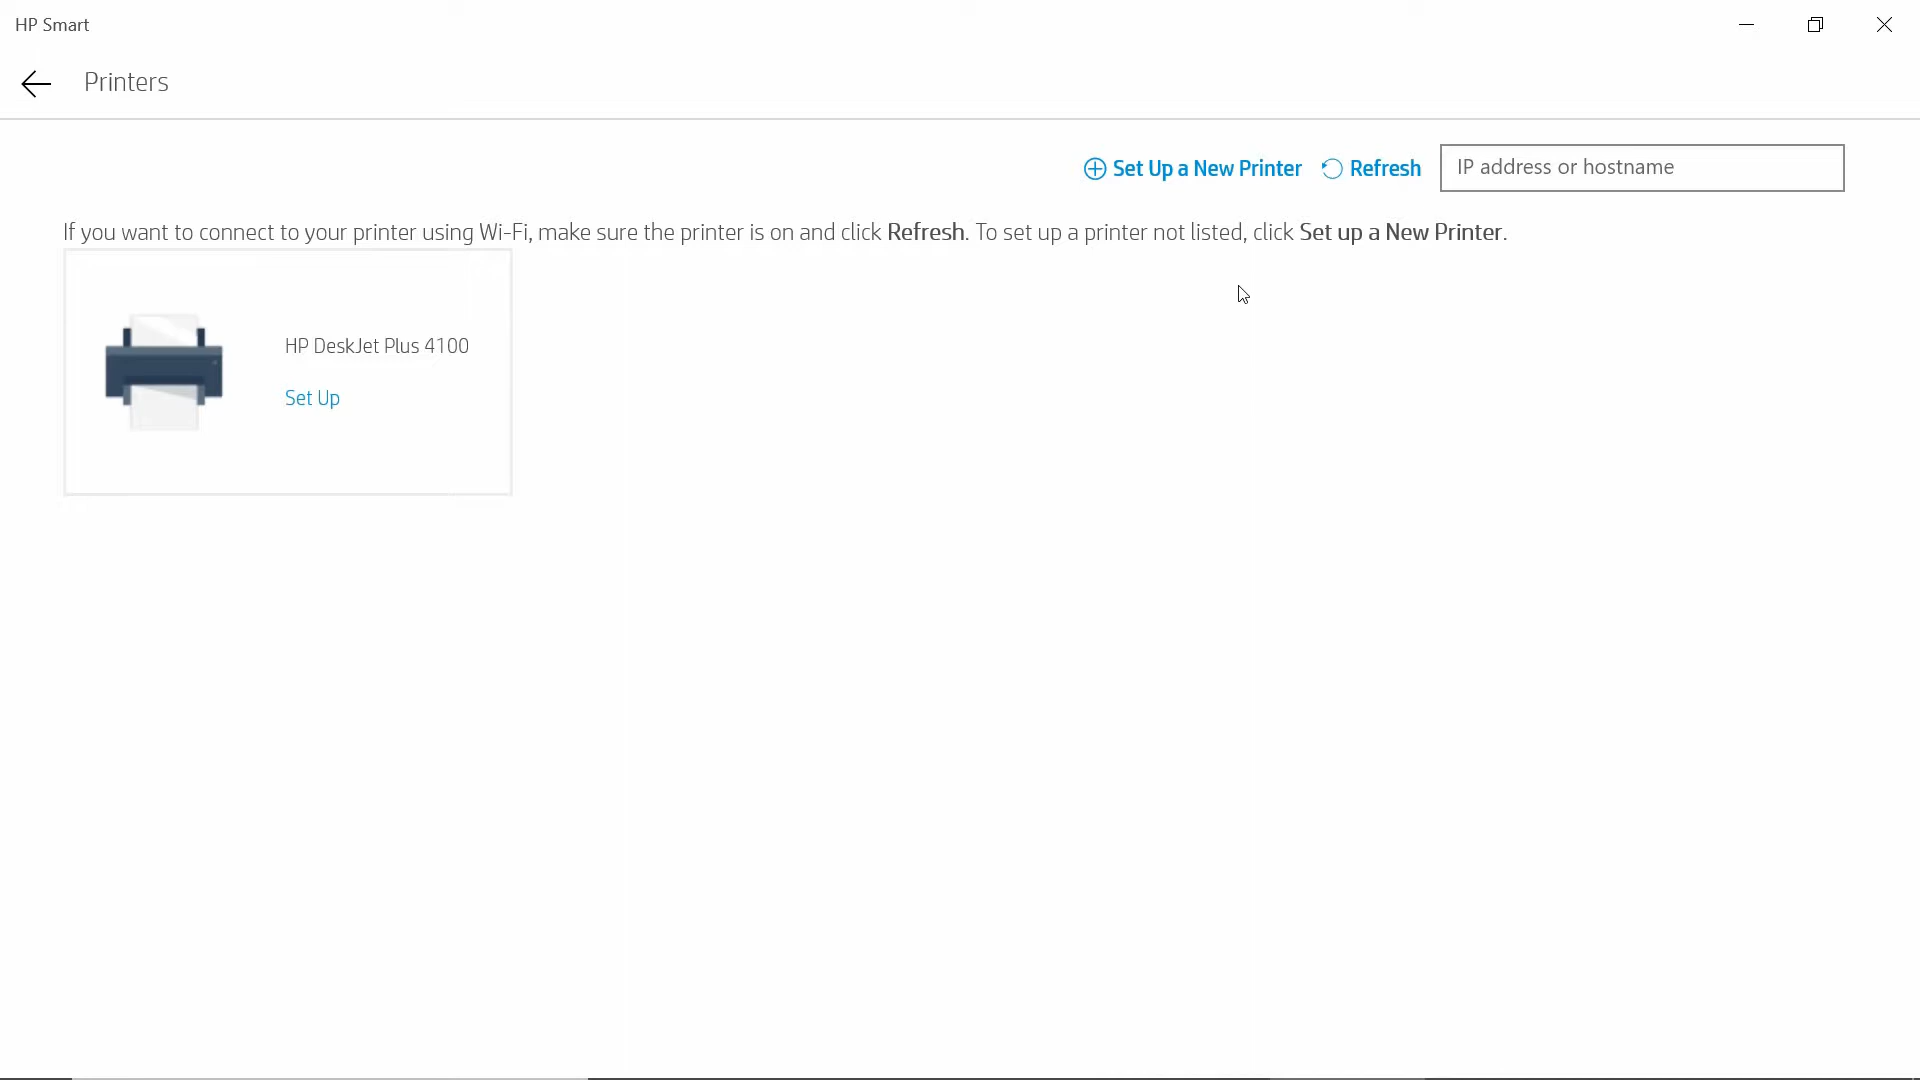 HP Smart
Printers
Set Up a New Printer Refresh IP address or hostname
If you want to connect to your printer using Wi-Fi, make sure the printer is on and click Refresh. To set up a printer not listed, click Set up a New Printer.
HP DeskJet Plus 4100
Set Up